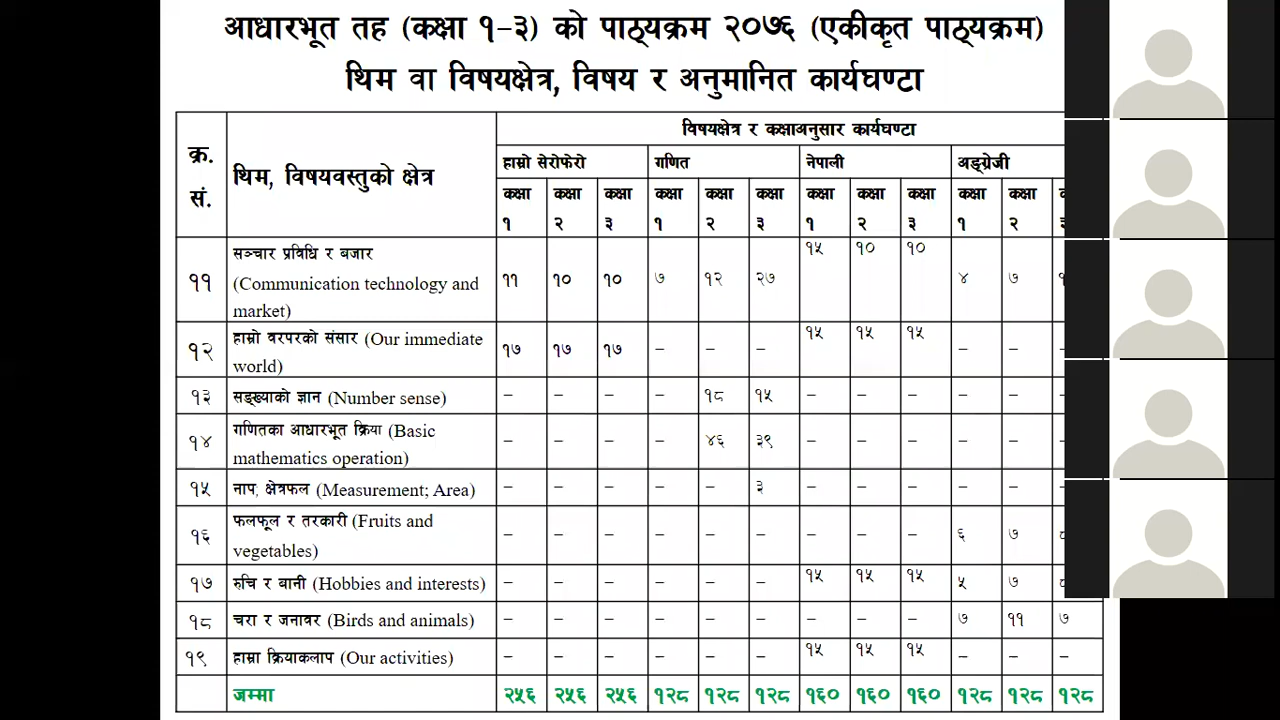 आधारभूत तह (कक्षा १-३) को पाठ्यक्रम २०७६ (एकीकृत पाठ्यक्रम)
थिम वा विषयक्षेत्र, विषय र अनुमानित कार्यघण्टा
क्र. सं. थिम, विषयवस्तुको क्षेत्र विषयक्षेत्र र कक्षाअनुसार कार्यघण्टा
हाम्रो सेरोफेरो गणित नेपाली अङ्ग्रेजी
कक्षा कक्षा कक्षा कक्षा कक्षा कक्षा कक्षा कक्षा कक्षा कक्षा कक्षा
१ २ ३ १ २ ३ १ २ ३ १ २
११ सञ्चार प्रविधि र बजार
(Communication technology and
market) ११ १० १० ७ १२ २७ १५ १० १० ४ ७
१२ हाम्रो वरपरको संसार (Our immediate
world) १७ १७ १७ – – – १५ १५ १५ – – –
१३ सङ्ख्याको ज्ञान (Number sense) – – – – १८ १५ – – – – – –
१४ गणितका आधारभूत क्रिया (Basic
mathematics operation) – – – – ४६ ३९ – – – – – –
१५ नाप; क्षेत्रफल (Measurement; Area) – – – – – ३ – – – – – –
१६ फलफूल र तरकारी (Fruits and
vegetables) – – – – – – – – – ६ ७
१७ रुचि र बानी (Hobbies and interests) – – – – – – १५ १५ १५ ५ ७
१८ चरा र जनावर (Birds and animals) – – – – – – – – – ७ ११ ७
१९ हाम्रा क्रियाकलाप (Our activities) – – – – – – १५ १५ १५ – – –
जम्मा २५६ २५६ २५६ १२८ १२८ १२८ १६० १६० १६० १२८ १२८ १२८